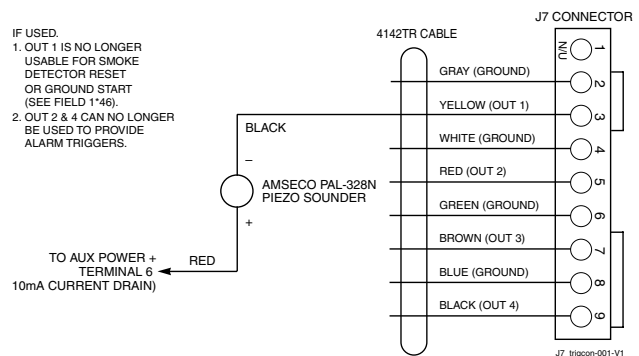 IF USED.
1. OUT 1 IS NO LONGER
USABLE FOR SMOKE
DETECTOR RESET
OR GROUND START
(SEE FIELD 1*46).
2. OUT 2 & 4 CAN NO LONGER
BE USED TO PROVIDE
ALARM TRIGGERS.
J7 CONNECTOR
4142TR CABLE
N/U
1
GRAY (GROUND)
2
YELLOW (OUT 1)
3
BLACK
WHITE (GROUND)
4
–
RED (OUT 2)
5
AMSECO PAL-328N
PIEZO SOUNDER
GREEN (GROUND)
6
+
BROWN (OUT 3)
7
RED
TO AUX POWER +
TERMINAL 6
10mA CURRENT DRAIN)
BLUE (GROUND)
8
BLACK (OUT 4)
9
J7_trigcon-001-V1